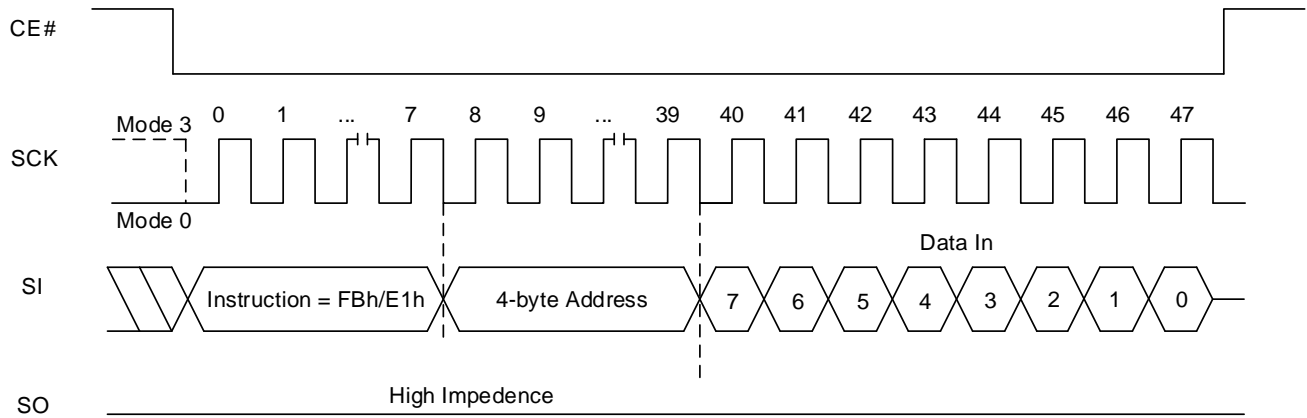 CE#
0 1 ... 7 8 9 ... 39 40 41 42 43 44 45 46 47
Mode 3
SCK
Mode 0
Data In
SI
Instruction = FBh/E1h
4-byte Address
7 6 5 4 3 2 1 0
High Impedence
SO